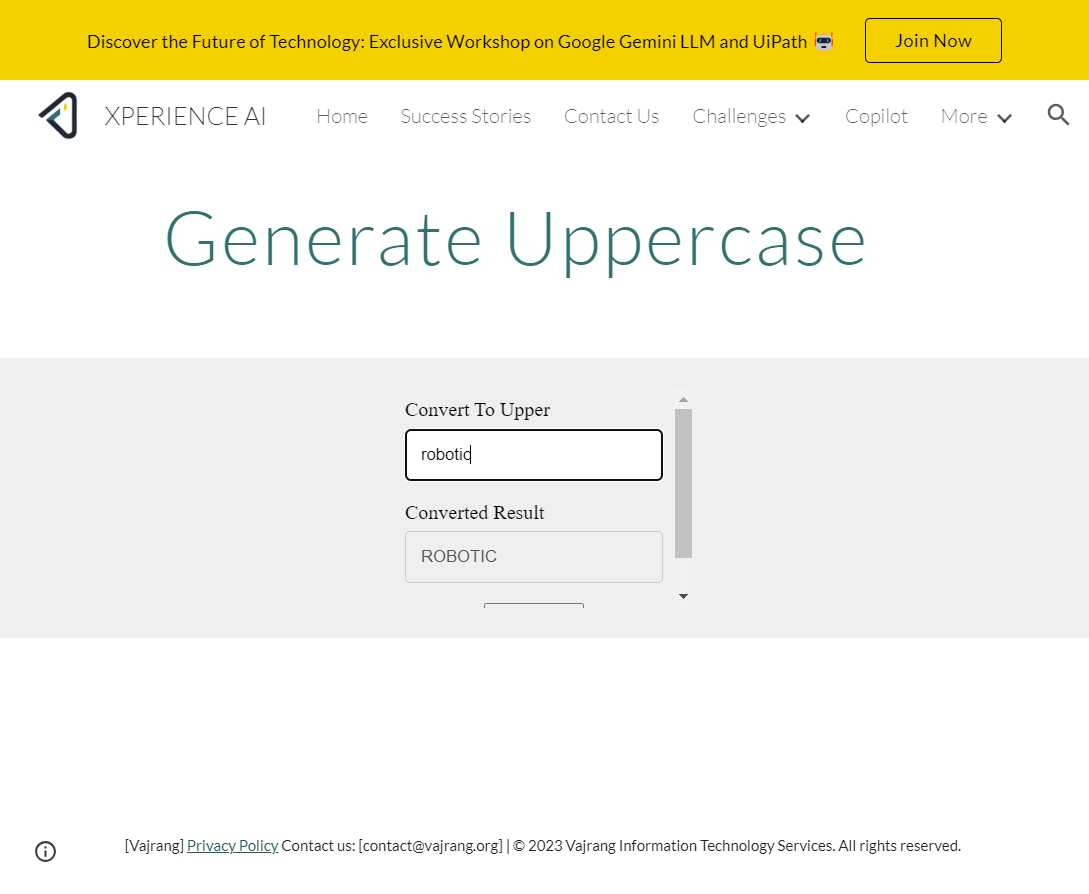 Discover the Future of Technology: Exclusive Workshop on Google Gemini LLM and UiPath 🤖 Join Now
XPERIENCE AI Home Success Stories Contact Us Challenges Copilot More
Generate Uppercase
Convert To Upper
robotic
Converted Result
ROBOTIC
[Vajrang] Privacy Policy Contact us: [contact@vajrang.org] | © 2023 Vajrang Information Technology Services. All rights reserved.